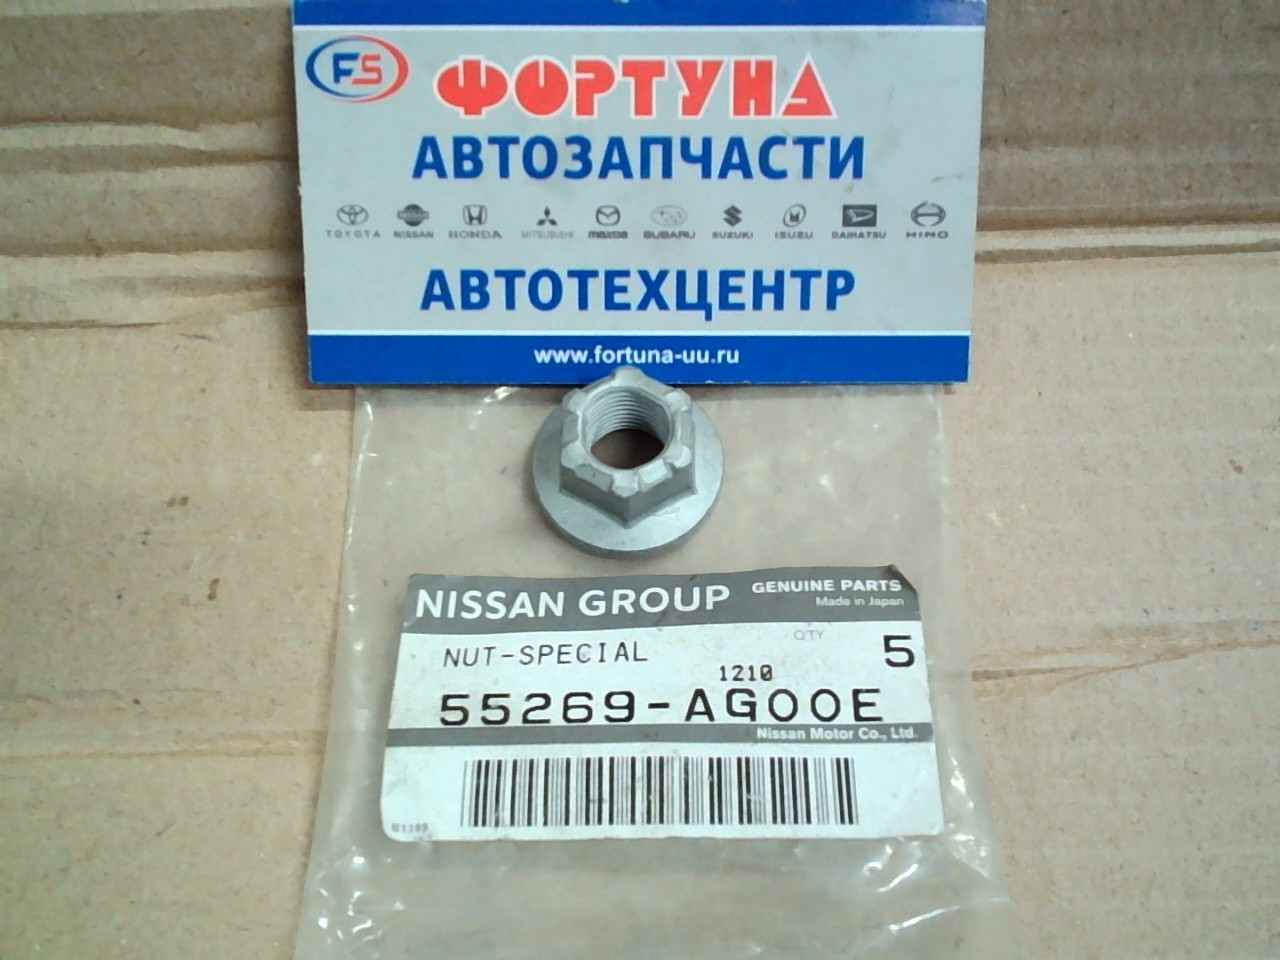 FS ФОРТУНА
АВТОЗАПЧАСТИ
TOYOTA NISSAN HONDA MITSUBISHI mazda SUBARU SUZUKI ISUZU DAIHATSU HINO
АВТОТЕХЦЕНТР
www.fortuna-uu.ru
NISSAN GROUP GENUINE PARTS
Made in Japan
NUT-SPECIAL QTY 5
1210
55269-AG00E
Nissan Motor Co., Ltd.